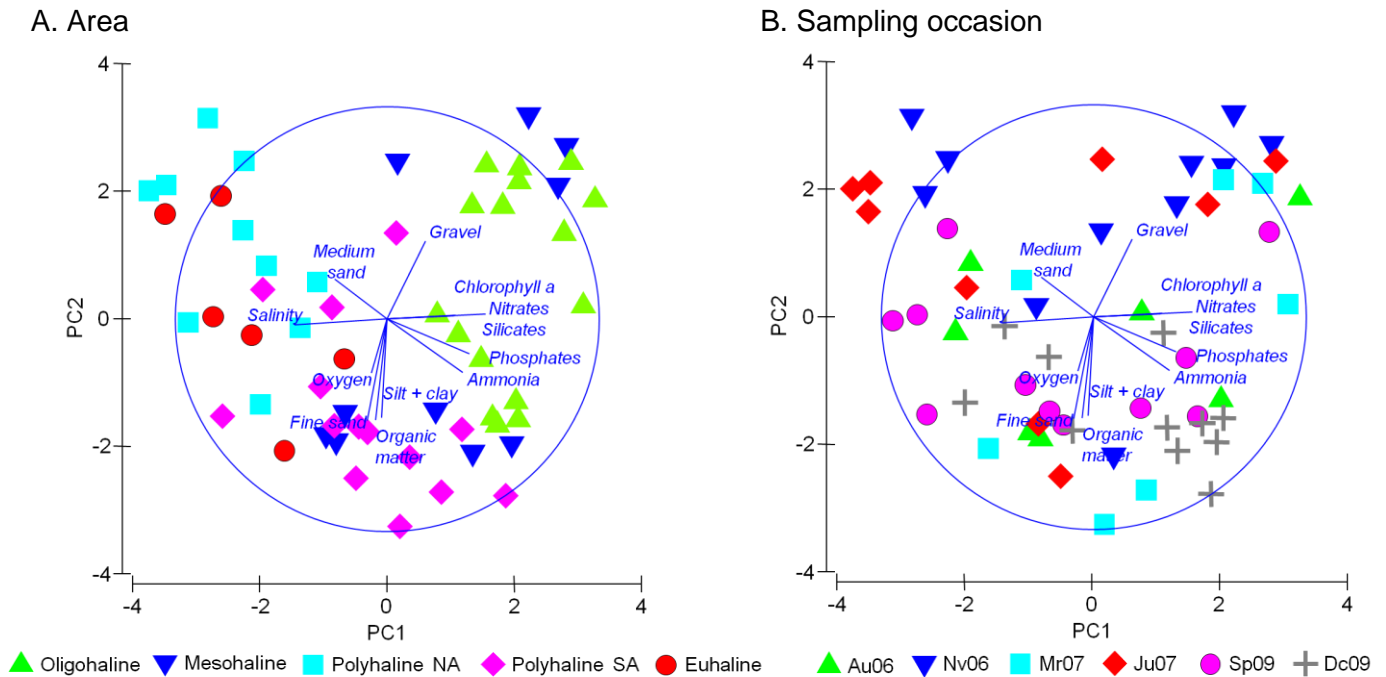 A. Area
B. Sampling occasion
4
2
0
-2
-4
PC2
-4
-2
0
2
4
PC1
Gravel
Medium
sand
Chlorophyll a
Nitrates
Salinity
Silicates
Phosphates
Oxygen
Ammonia
Silt + clay
Fine sand
Organic
matter
4
2
0
-2
-4
PC2
-4
-2
0
2
4
PC1
Gravel
Medium
sand
Chlorophyll a
Nitrates
Salinity
Silicates
Phosphates
Oxygen
Ammonia
Silt + clay
Fine sand
Organic
matter
Oligohaline Mesohaline Polyhaline NA Polyhaline SA Euhaline
Au06 Nv06 Mr07 Ju07 Sp09 Dc09